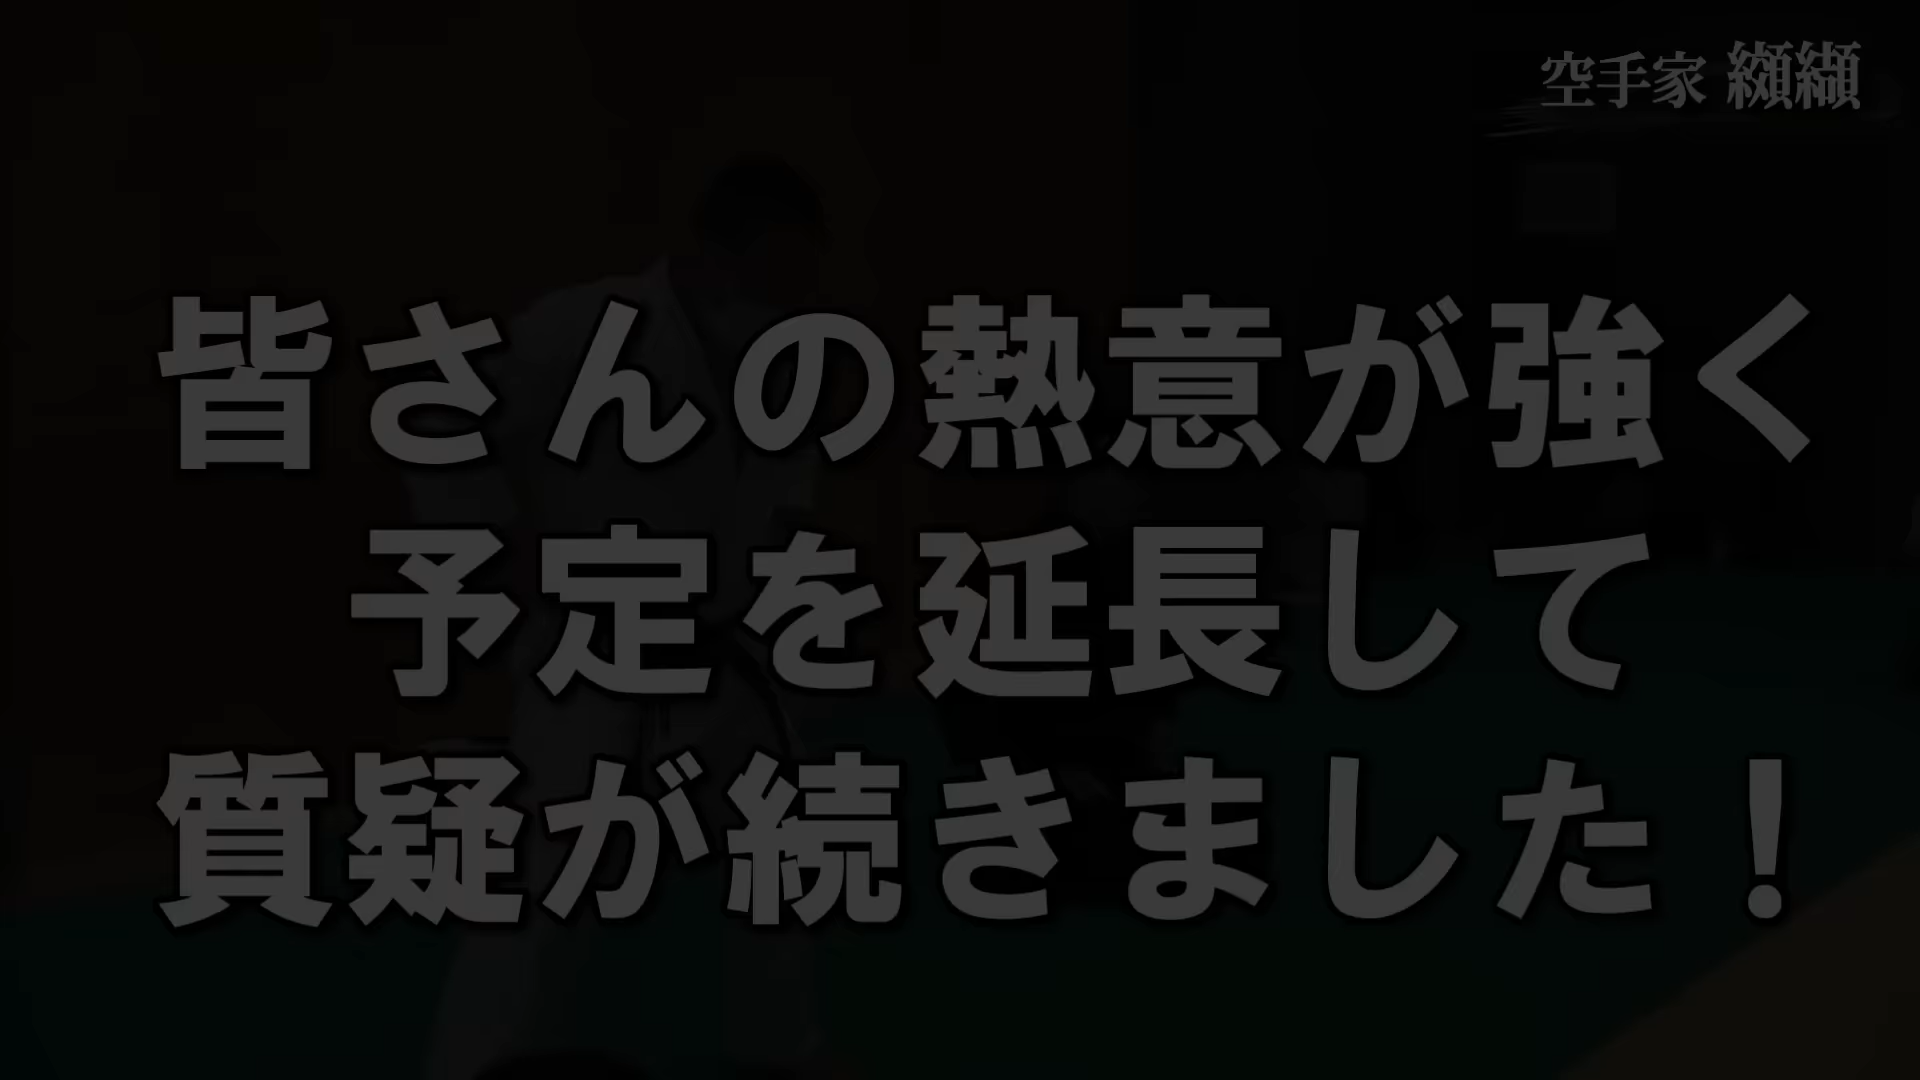 空手家 纐纈
皆さんの熱意が強く
予定を延長して
質疑が続きました！